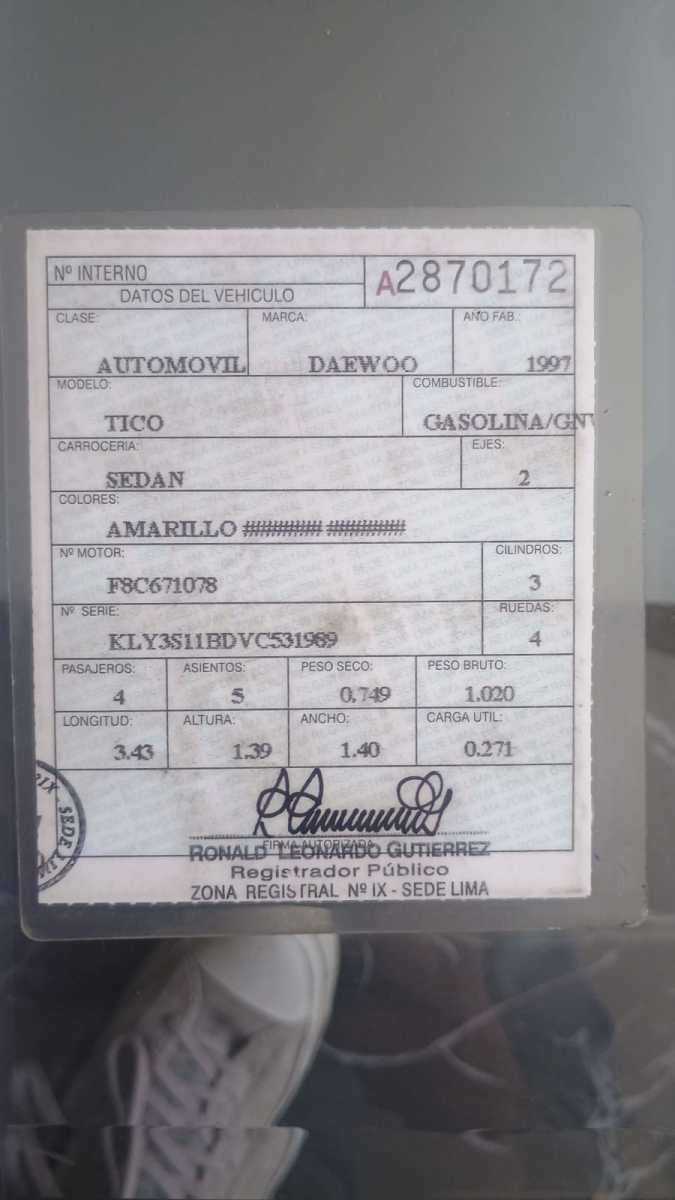 Nº INTERNO
A2870172
DATOS DEL VEHICULO
CLASE: MARCA: AÑO FAB.:
AUTOMOVIL DAEWOO 1997
MODELO: COMBUSTIBLE:
TICO GASOLINA/GNV
CARROCERIA: EJES:
SEDAN 2
COLORES:
AMARILLO ######## ########
Nº MOTOR: CILINDROS:
F8C671078 3
Nº SERIE: RUEDAS:
KLY3S11BDVC531989 4
PASAJEROS: ASIENTOS: PESO SECO: PESO BRUTO:
4 5 0.749 1.020
LONGITUD: ALTURA: ANCHO: CARGA UTIL:
3.43 1.39 1.40 0.271
SEDE
FIRMA AUTORIZADA
RONALD LEONARDO GUTIERREZ
Registrador Público
ZONA REGISTRAL Nº IX - SEDE LIMA